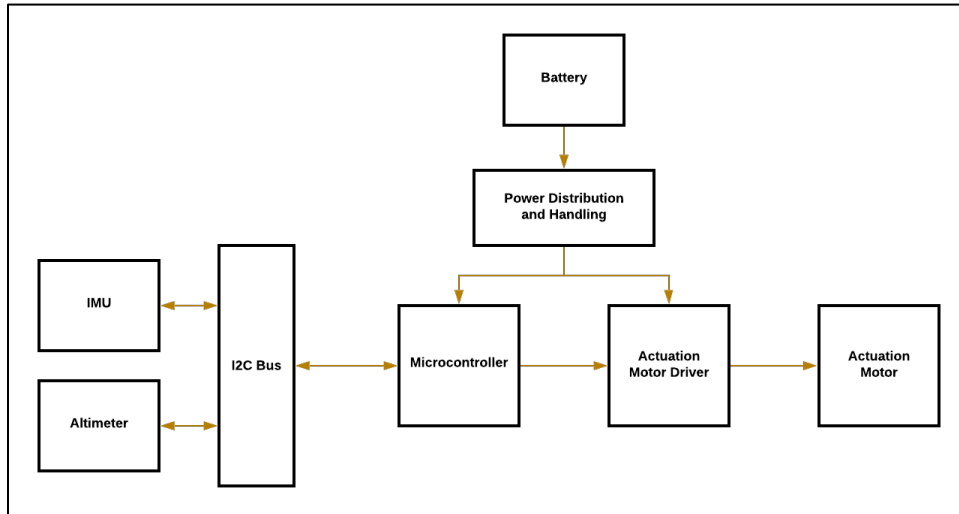 Battery
Power Distribution
and Handling
IMU
I2C Bus
Microcontroller
Actuation
Motor Driver
Actuation
Motor
Altimeter